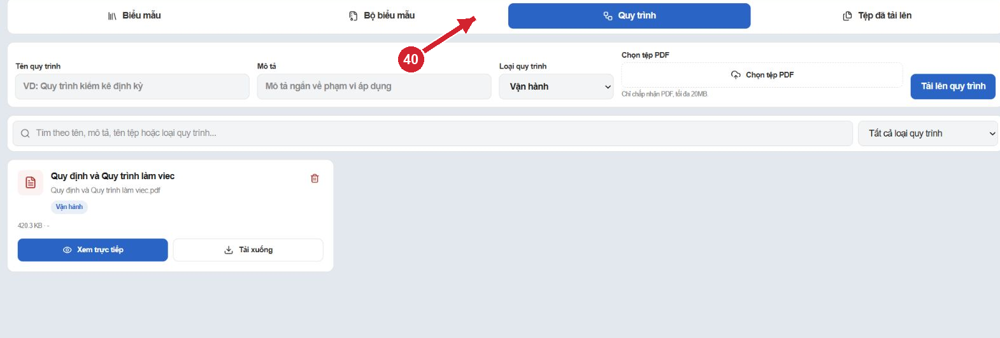 Biểu mẫu
Bộ biểu mẫu
Quy trình
Tệp đã tải lên
40
Tên quy trình
Mô tả
Loại quy trình
Chọn tệp PDF
VD: Quy trình kiểm kê định kỳ
Mô tả ngắn về phạm vi áp dụng
Vận hành
Chọn tệp PDF
Chỉ chấp nhận PDF, tối đa 20MB.
Tải lên quy trình
Tìm theo tên, mô tả, tên tệp hoặc loại quy trình...
Tất cả loại quy trình
Quy định và Quy trình làm viec
Quy định và Quy trình làm viec.pdf
Vận hành
420.3 KB · -
Xem trực tiếp
Tải xuống